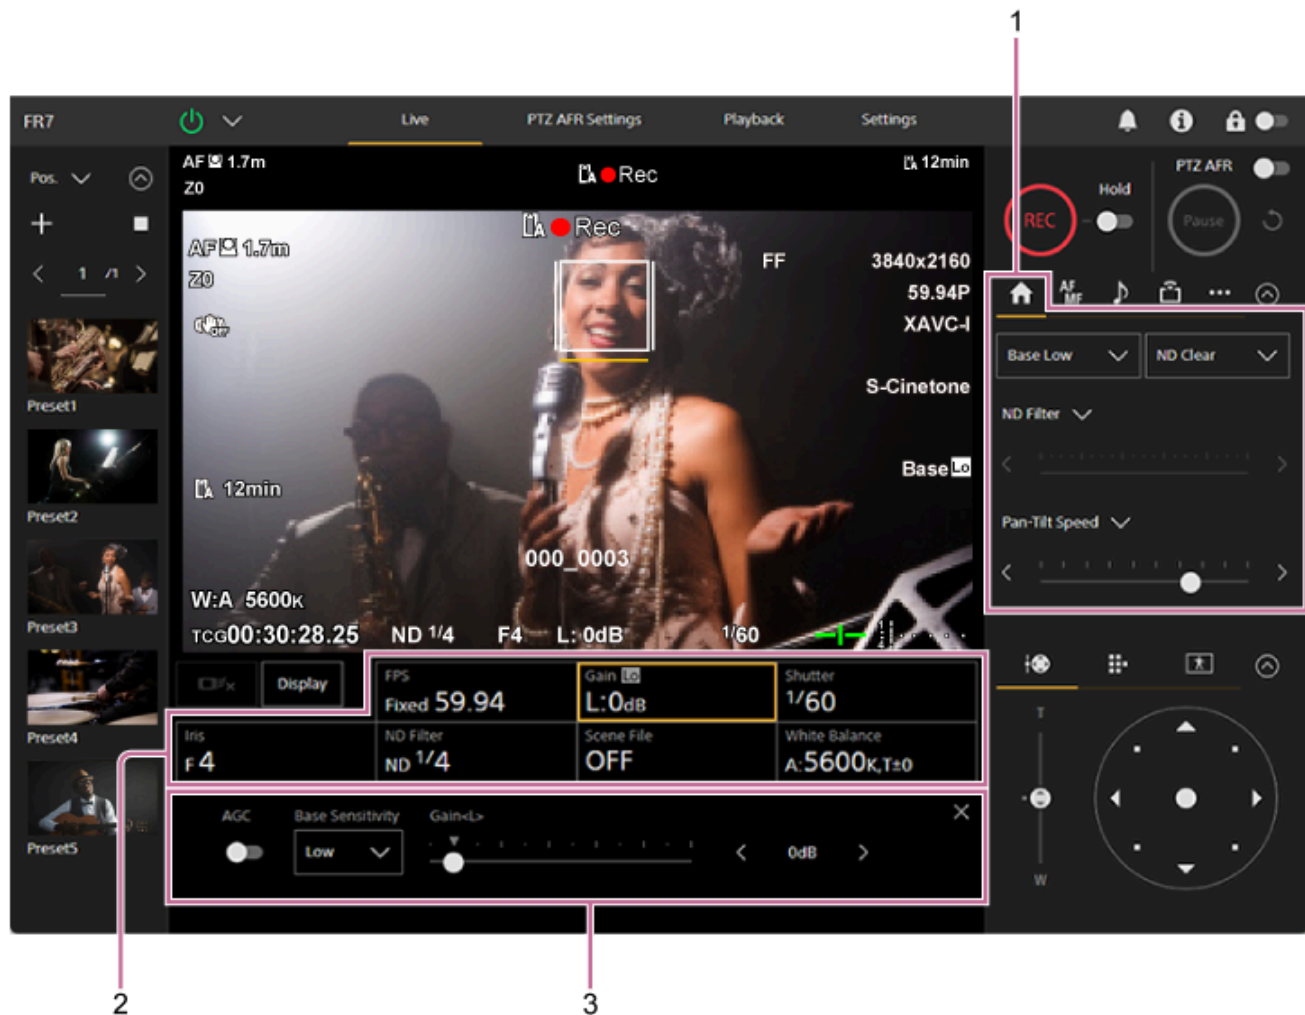 1
FR7
Live
PTZ AFR Settings
Playback
Settings
Pos.
1 /1
Preset1
Preset2
Preset3
Preset4
Preset5
AF 1.7m
Z0
A Rec
A 12min
AF 1.7m
Z0
OFF
A Rec
FF
3840x2160
59.94P
XAVC-I
S-Cinetone
Base Lo
A 12min
000_0003
W:A 5600K
TCG00:30:28.25 ND 1/4 F4 L: 0dB 1/60
Display
FPS
Fixed 59.94
Gain Lo
L:0dB
Shutter
1/60
Iris
F 4
ND Filter
ND 1/4
Scene File
OFF
White Balance
A:5600K,T±0
AGC
Base Sensitivity
Low
Gain<L>
0dB
REC
Hold
PTZ AFR
Pause
AF
MF
Base Low
ND Clear
ND Filter
Pan-Tilt Speed
T
W
2
3